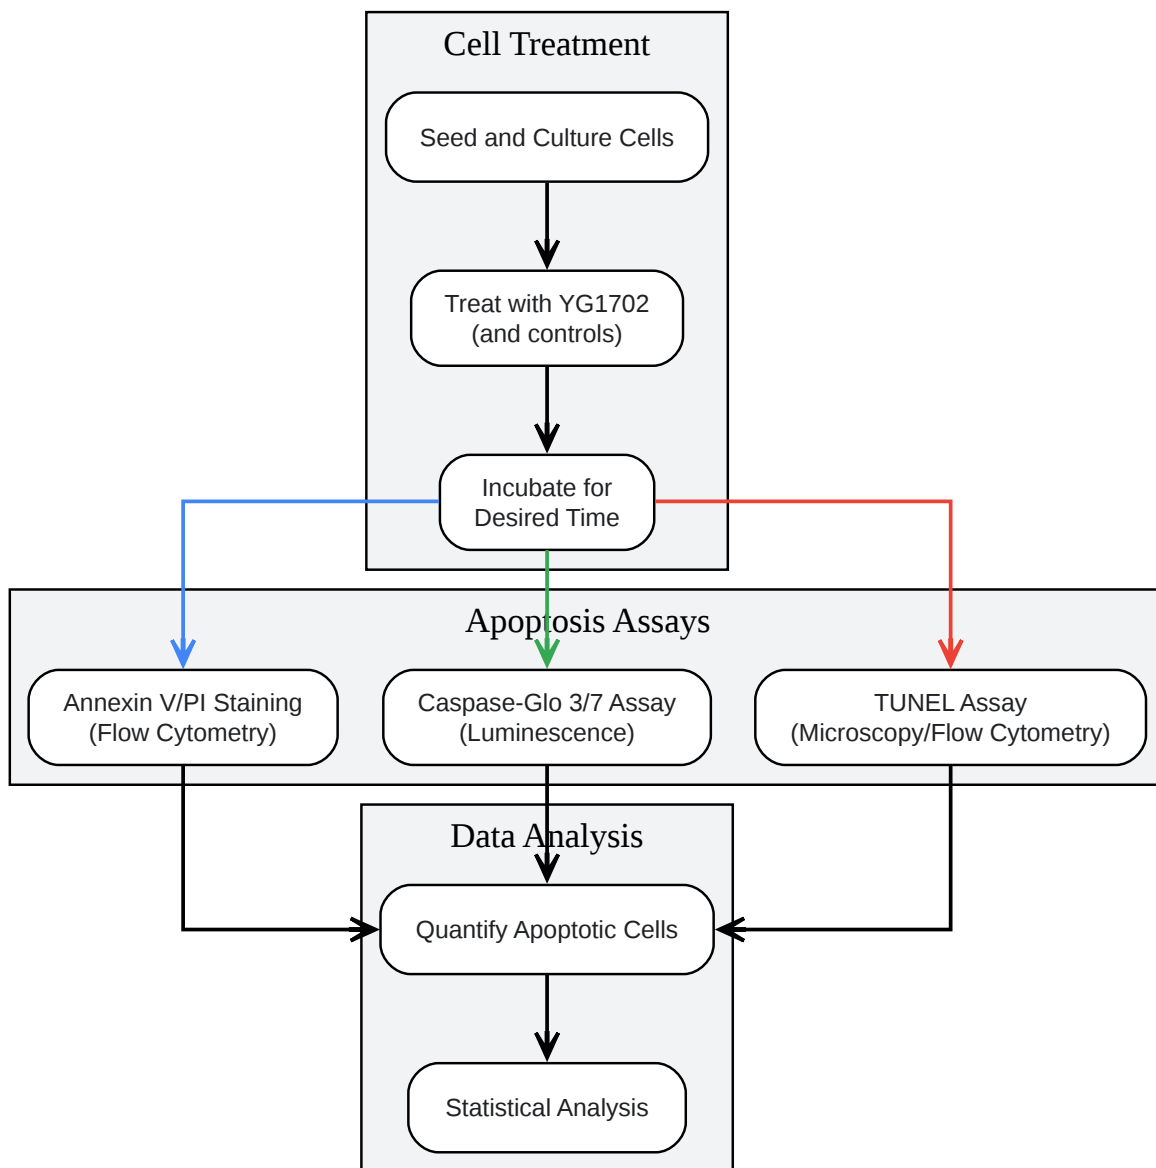 Cell Treatment
Seed and Culture Cells
Treat with YG1702
(and controls)
Incubate for
Desired Time
Apoptosis Assays
Annexin V/PI Staining
(Flow Cytometry)
Caspase-Glo 3/7 Assay
(Luminescence)
TUNEL Assay
(Microscopy/Flow Cytometry)
Data Analysis
Quantify Apoptotic Cells
Statistical Analysis